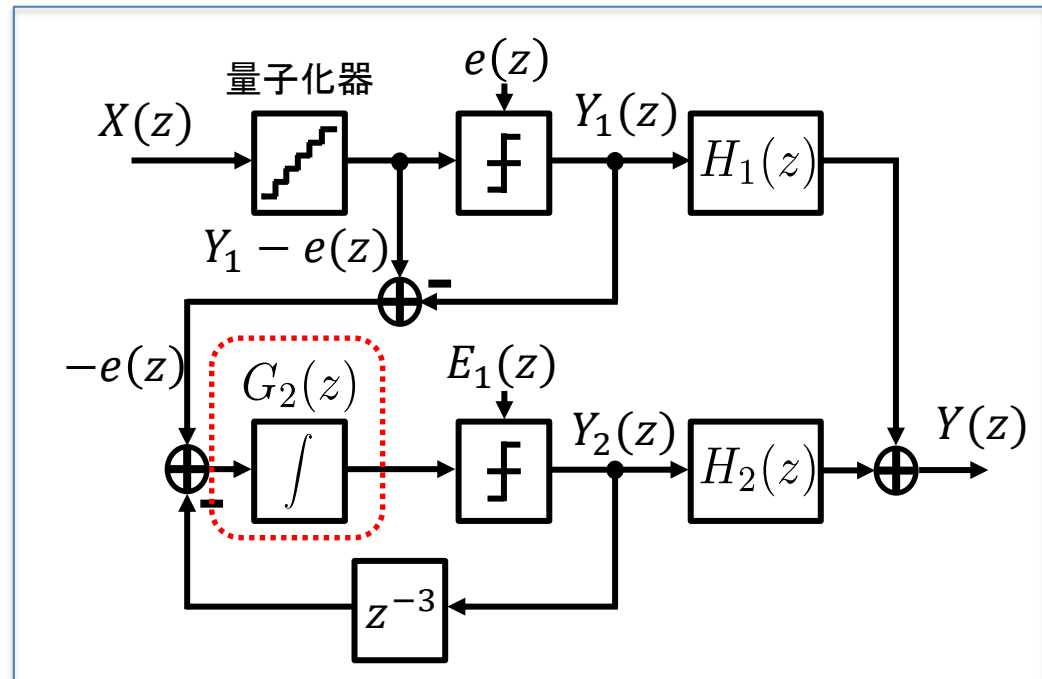 量子化器
e(z)
X(z)
Y₁(z)
H₁(z)
Y₁ − e(z)
-
−e(z)
G₂(z)
E₁(z)
Y₂(z)
H₂(z)
Y(z)
∫
-
z⁻³